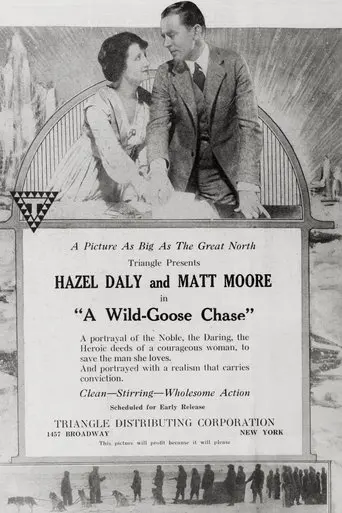 T
A Picture As Big As The Great North
Triangle Presents
HAZEL DALY and MATT MOORE
in
"A Wild-Goose Chase"
A portrayal of the Noble, the Daring, the
Heroic deeds of a courageous woman, to
save the man she loves.
And portrayed with a realism that carries
conviction.
Clean—Stirring—Wholesome Action
Scheduled for Early Release
TRIANGLE DISTRIBUTING CORPORATION
1457 BROADWAY NEW YORK
This picture will profit because it will please